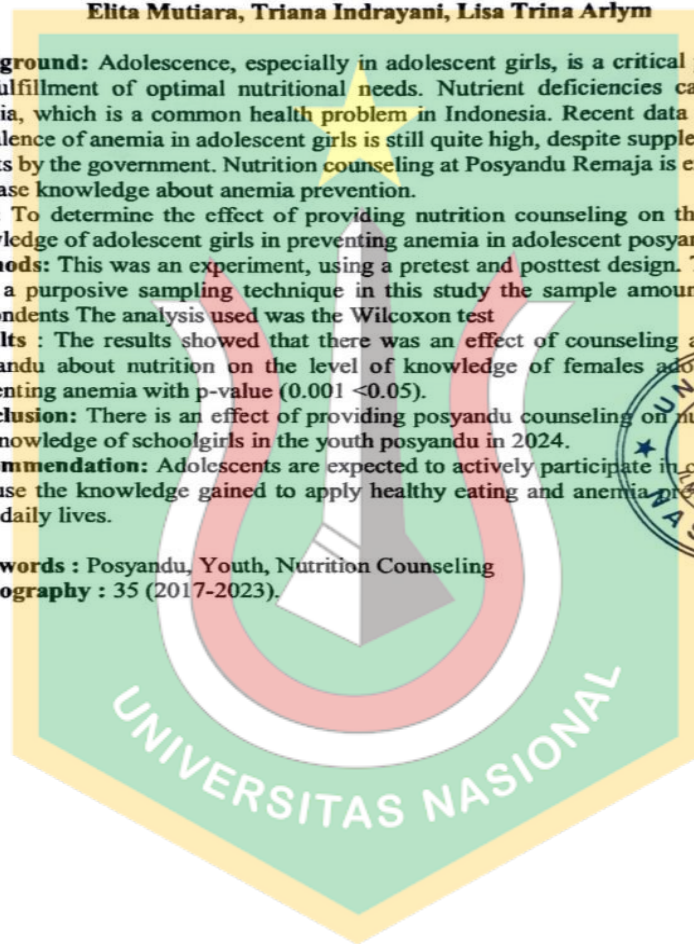 Elita Mutiara, Triana Indrayani, Lisa Trina Arlym
ground: Adolescence, especially in adolescent girls, is a critical
ulfillment of optimal nutritional needs. Nutrient deficiencies ca
ia, which is a common health problem in Indonesia. Recent data
lence of anemia in adolescent girls is still quite high, despite supple
ts by the government. Nutrition counseling at Posyandu Remaja is e
ase knowledge about anemia prevention.
: To determine the effect of providing nutrition counseling on th
ledge of adolescent girls in preventing anemia in adolescent posyan
ods: This was an experiment, using a pretest and posttest design. T
a purposive sampling technique in this study the sample amoun
ondents The analysis used was the Wilcoxon test
lts : The results showed that there was an effect of counseling a
andu about nutrition on the level of knowledge of females ado
enting anemia with p-value (0.001 <0.05).
clusion: There is an effect of providing posyandu counseling on nu
nowledge of schoolgirls in the youth posyandu in 2024.
mmendation: Adolescents are expected to actively participate in
use the knowledge gained to apply healthy eating and anemia pre
daily lives.
words : Posyandu, Youth, Nutrition Counseling
ography : 35 (2017-2023).
UNIVERSITAS NASIONAL